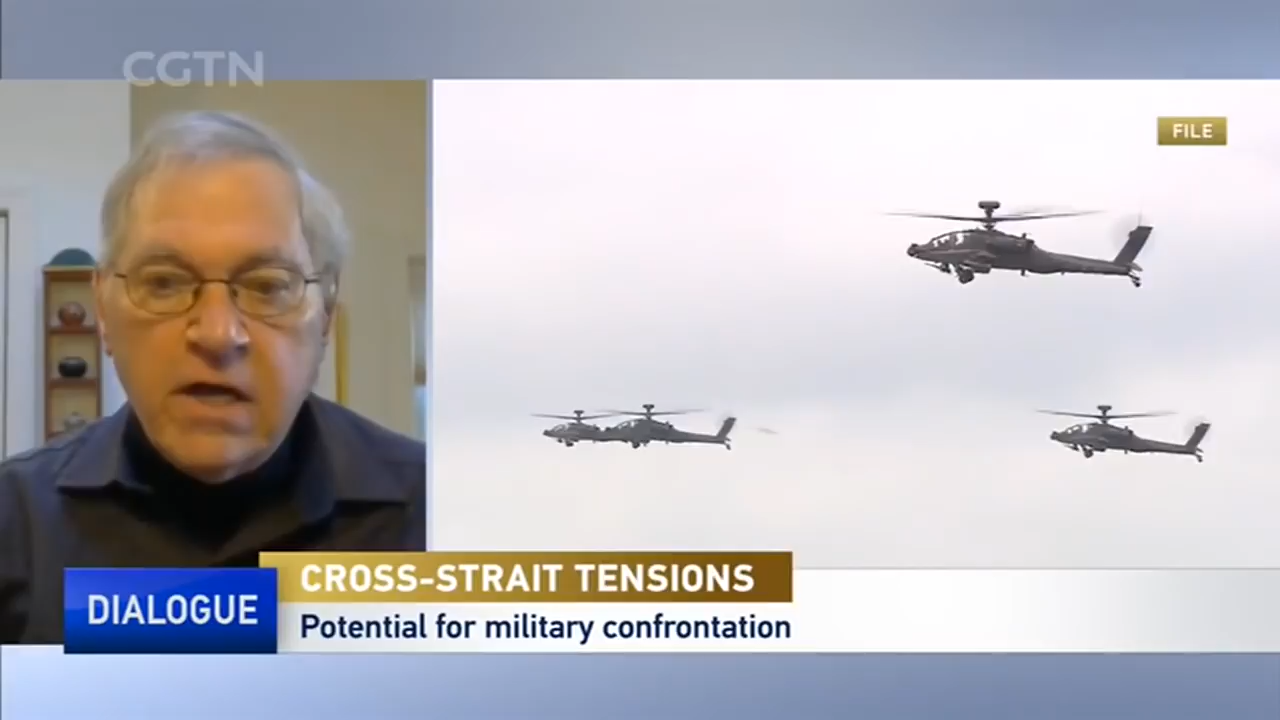 CGTN
FILE
CROSS-STRAIT TENSIONS
DIALOGUE
Potential for military confrontation